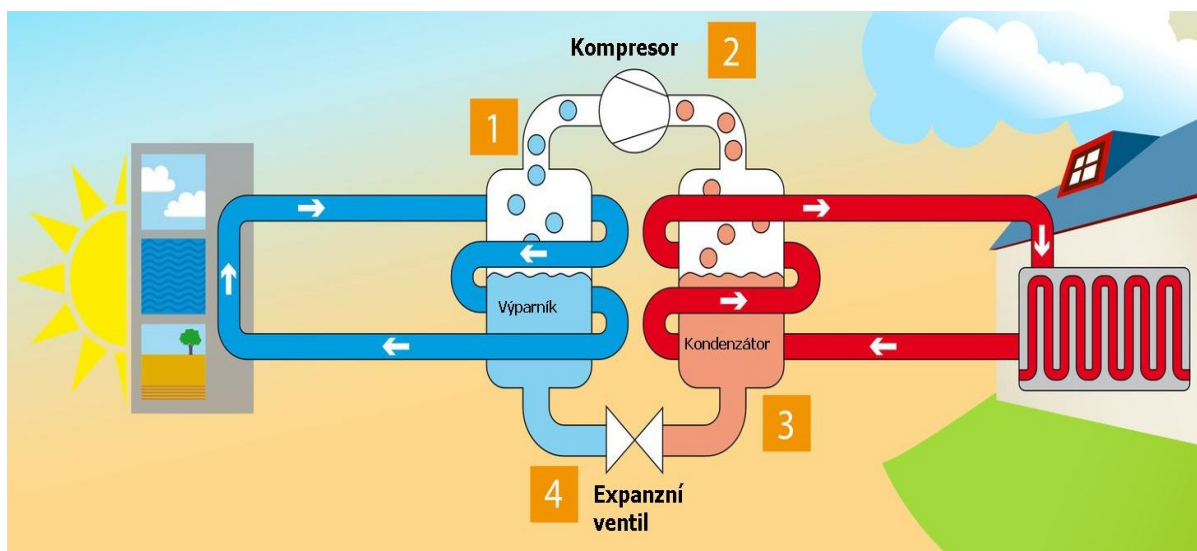 Kompresor
2
1
Výparník
Kondenzátor
3
4
Expanzní
ventil